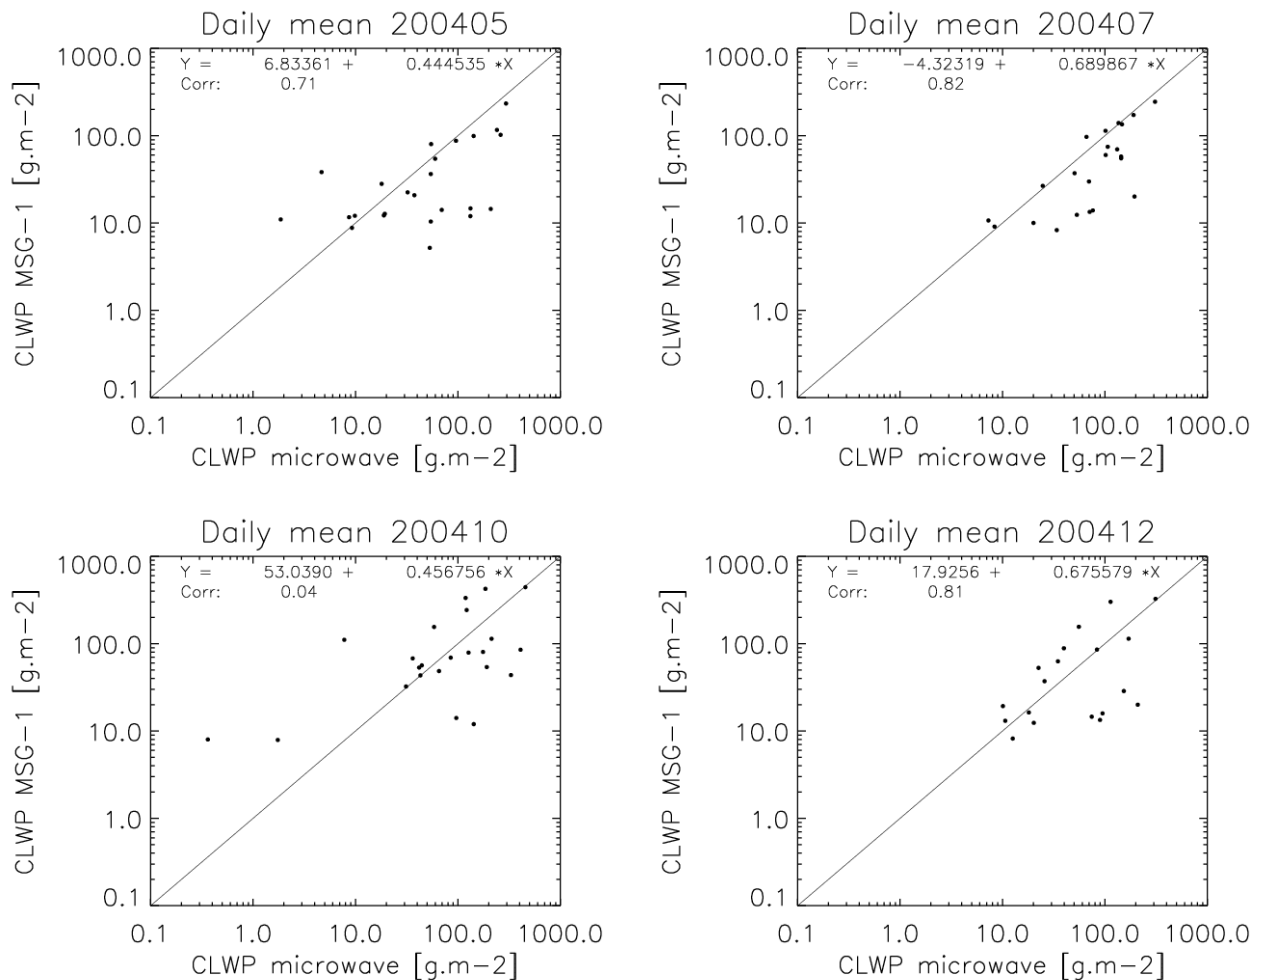 Daily mean 200405
Y = 6.83361 + 0.444535 *X
Corr: 0.71
1000.0
100.0
10.0
1.0
0.1
CLWP MSG-1 [g.m-2]
0.1 1.0 10.0 100.0 1000.0
CLWP microwave [g.m-2]
Daily mean 200407
Y = -4.32319 + 0.689867 *X
Corr: 0.82
1000.0
100.0
10.0
1.0
0.1
CLWP MSG-1 [g.m-2]
0.1 1.0 10.0 100.0 1000.0
CLWP microwave [g.m-2]
Daily mean 200410
Y = 53.0390 + 0.456756 *X
Corr: 0.04
1000.0
100.0
10.0
1.0
0.1
CLWP MSG-1 [g.m-2]
0.1 1.0 10.0 100.0 1000.0
CLWP microwave [g.m-2]
Daily mean 200412
Y = 17.9256 + 0.675579 *X
Corr: 0.81
1000.0
100.0
10.0
1.0
0.1
CLWP MSG-1 [g.m-2]
0.1 1.0 10.0 100.0 1000.0
CLWP microwave [g.m-2]